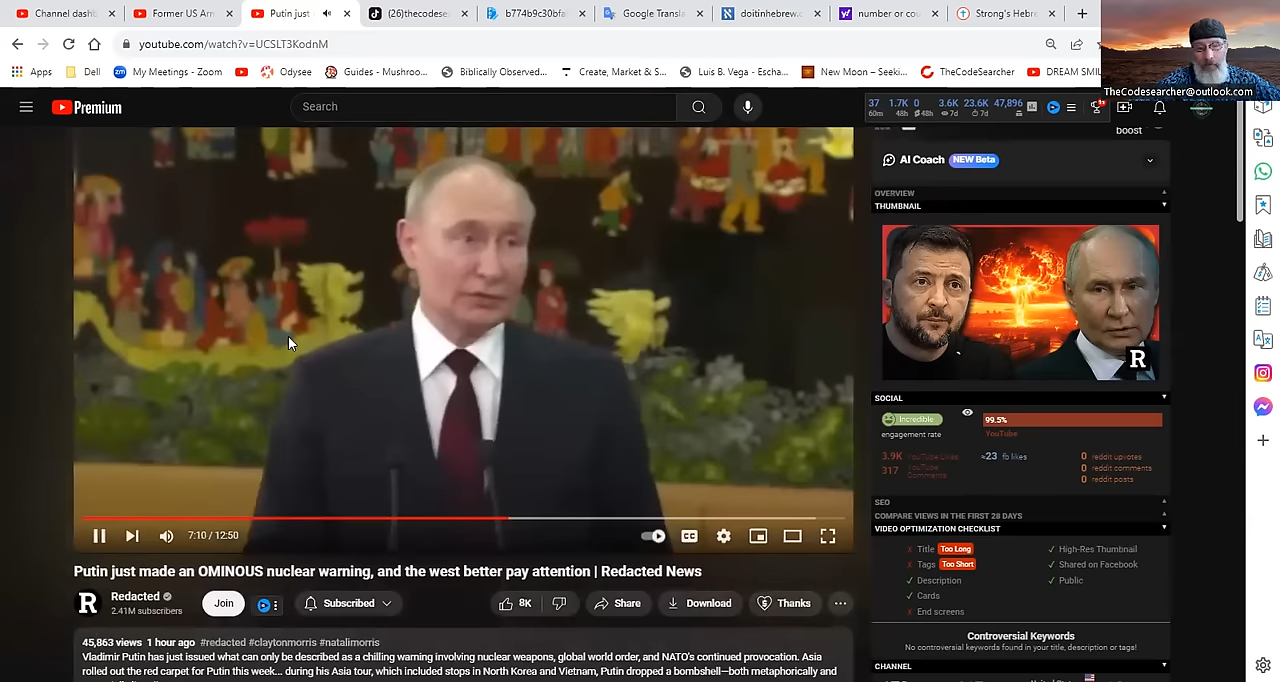 Channel dashb
Former US Arm
Putin just
(26)thecodese
b774b9c30bfa
Google Transla
doitinhebrew.c
number or cou
Strong's Hebre
youtube.com/watch?v=UCSLT3KodnM
Apps
Dell
My Meetings - Zoom
Odysee
Guides - Mushroo...
Biblically Observed...
Create, Market & S...
Luis B. Vega - Escha...
New Moon – Seeki...
TheCodeSearcher
DREAM SMIL
TheCodesearcher@outlook.com
Premium
Search
37 1.7K 0 3.6K 23.6K 47,896
60m 48h 48h 7d 7d
boost
AI Coach NEW Beta
OVERVIEW
THUMBNAIL
R
SOCIAL
Incredible
engagement rate
99.5%
YouTube
3.9K YouTube Likes
317 YouTube Comments
≈23 fb likes
0 reddit upvotes
0 reddit comments
0 reddit posts
SEO
COMPARE VIEWS IN THE FIRST 28 DAYS
VIDEO OPTIMIZATION CHECKLIST
Title Too Long
Tags Too Short
Description
Cards
End screens
High-Res Thumbnail
Shared on Facebook
Public
Controversial Keywords
No controversial keywords found in your title, description or tags!
CHANNEL
7:10 / 12:50
CC
Putin just made an OMINOUS nuclear warning, and the west better pay attention | Redacted News
R
Redacted
2.41M subscribers
Join
Subscribed
8K
Share
Download
Thanks
45,863 views 1 hour ago #redacted #claytonmorris #natalimorris
Vladimir Putin has just issued what can only be described as a chilling warning involving nuclear weapons, global world order, and NATO's continued provocation. Asia
rolled out the red carpet for Putin this week... during his Asia tour, which included stops in North Korea and Vietnam, Putin dropped a bombshell—both metaphorically and